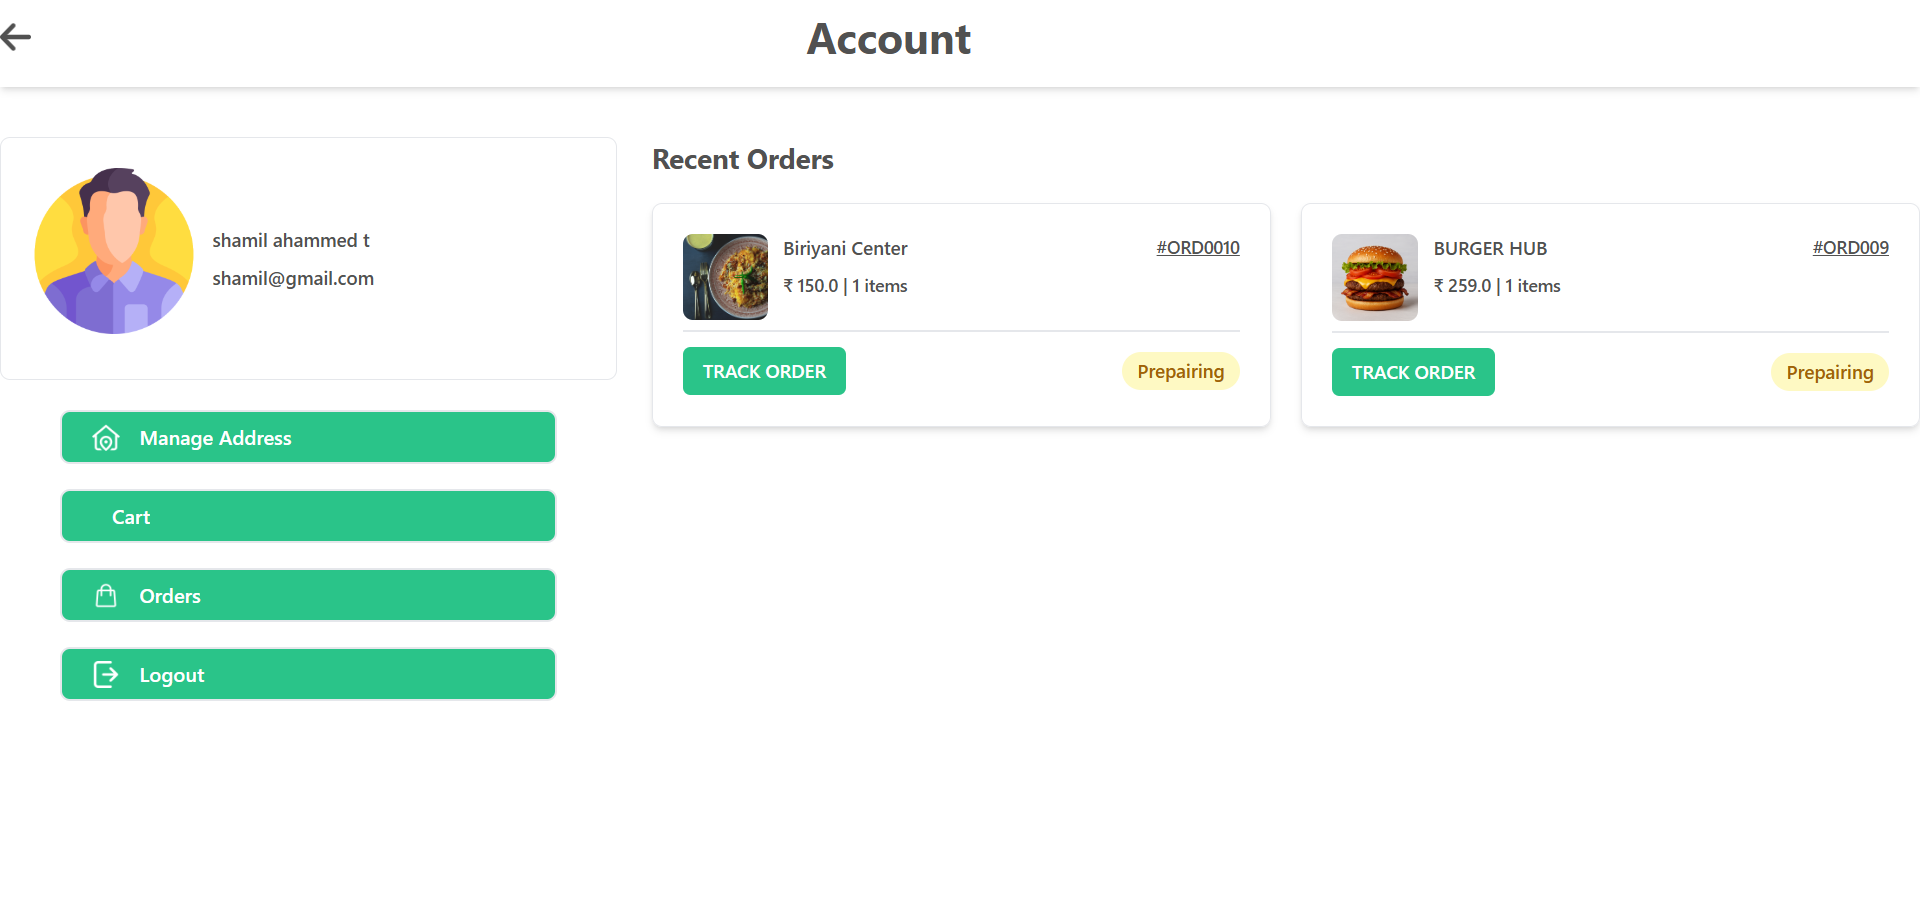 Account
shamil ahammed t
shamil@gmail.com
Manage Address
Cart
Orders
Logout
Recent Orders
Biriyani Center
#ORD0010
₹ 150.0 | 1 items
TRACK ORDER
Prepairing
BURGER HUB
#ORD009
₹ 259.0 | 1 items
TRACK ORDER
Prepairing